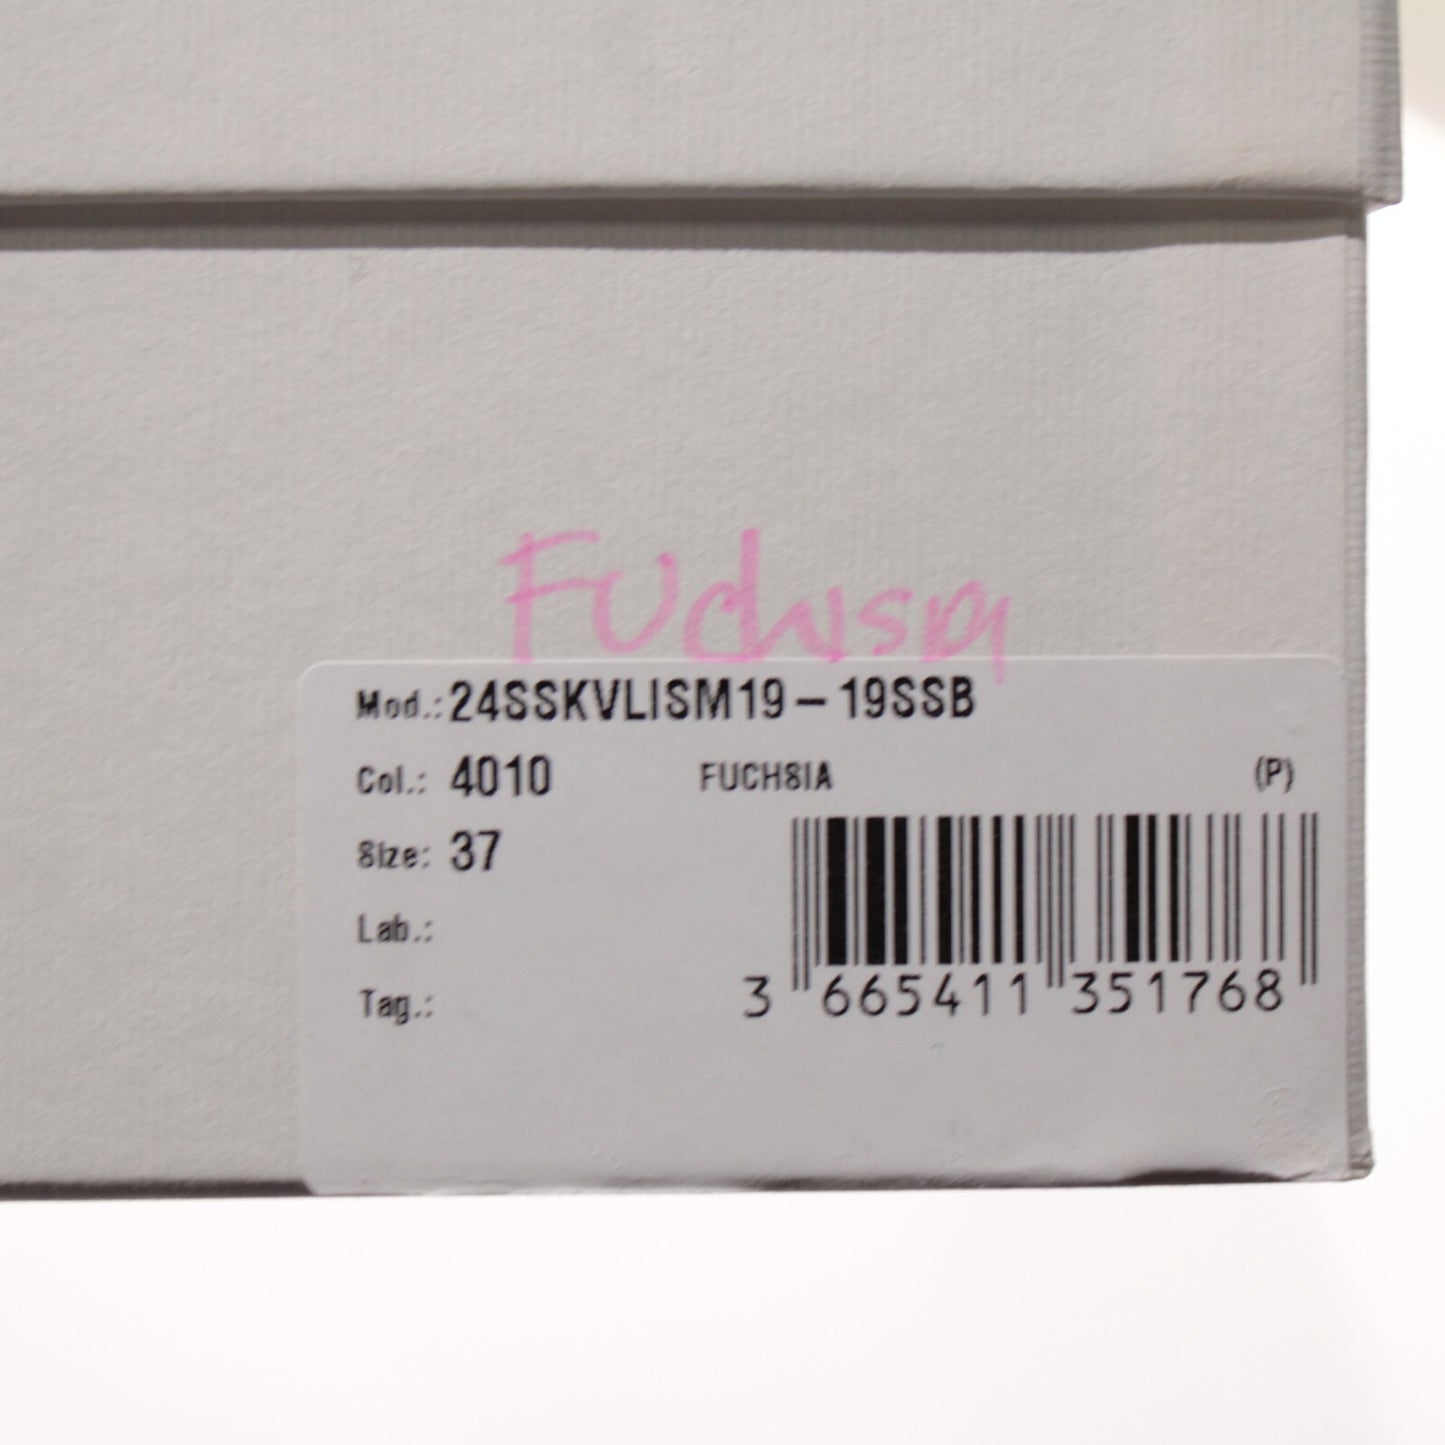 Fuchsia
Mod.: 24SSKVLISM19-19SSB
Col.: 4010 FUCHSIA (P)
Size: 37
Lab.:
Tag.:
3 665411 351768